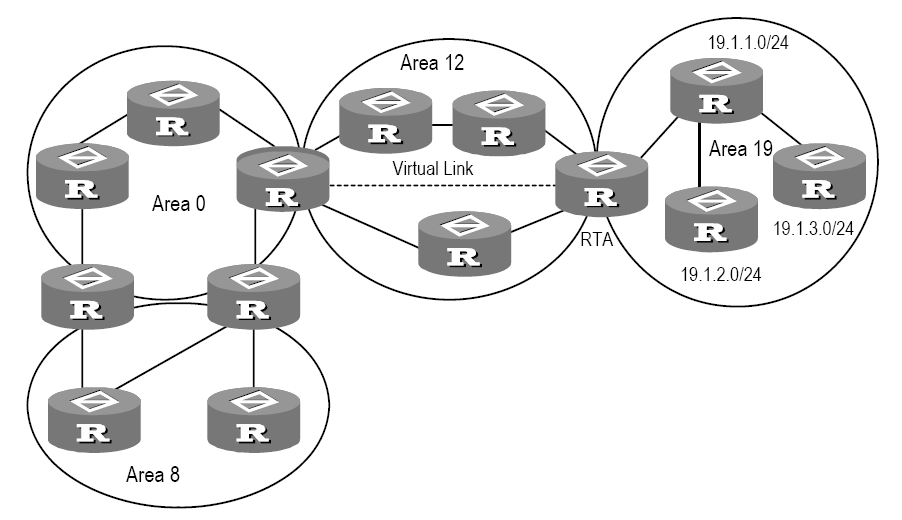 19.1.1.0/24
Area 12
R
R
R
R
R
Virtual Link
Area 19
R
R
R
R
Area 0
R
R
RTA
19.1.3.0/24
19.1.2.0/24
R
R
R
R
Area 8